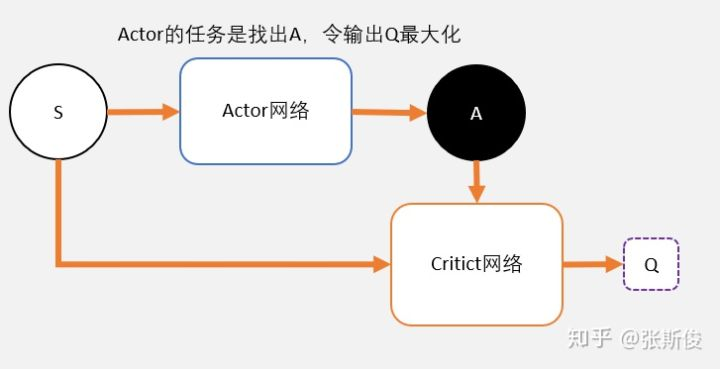 Actor的任务是找出A，令输出Q最大化
S
Actor网络
A
Critict网络
Q
知乎 @张斯俊